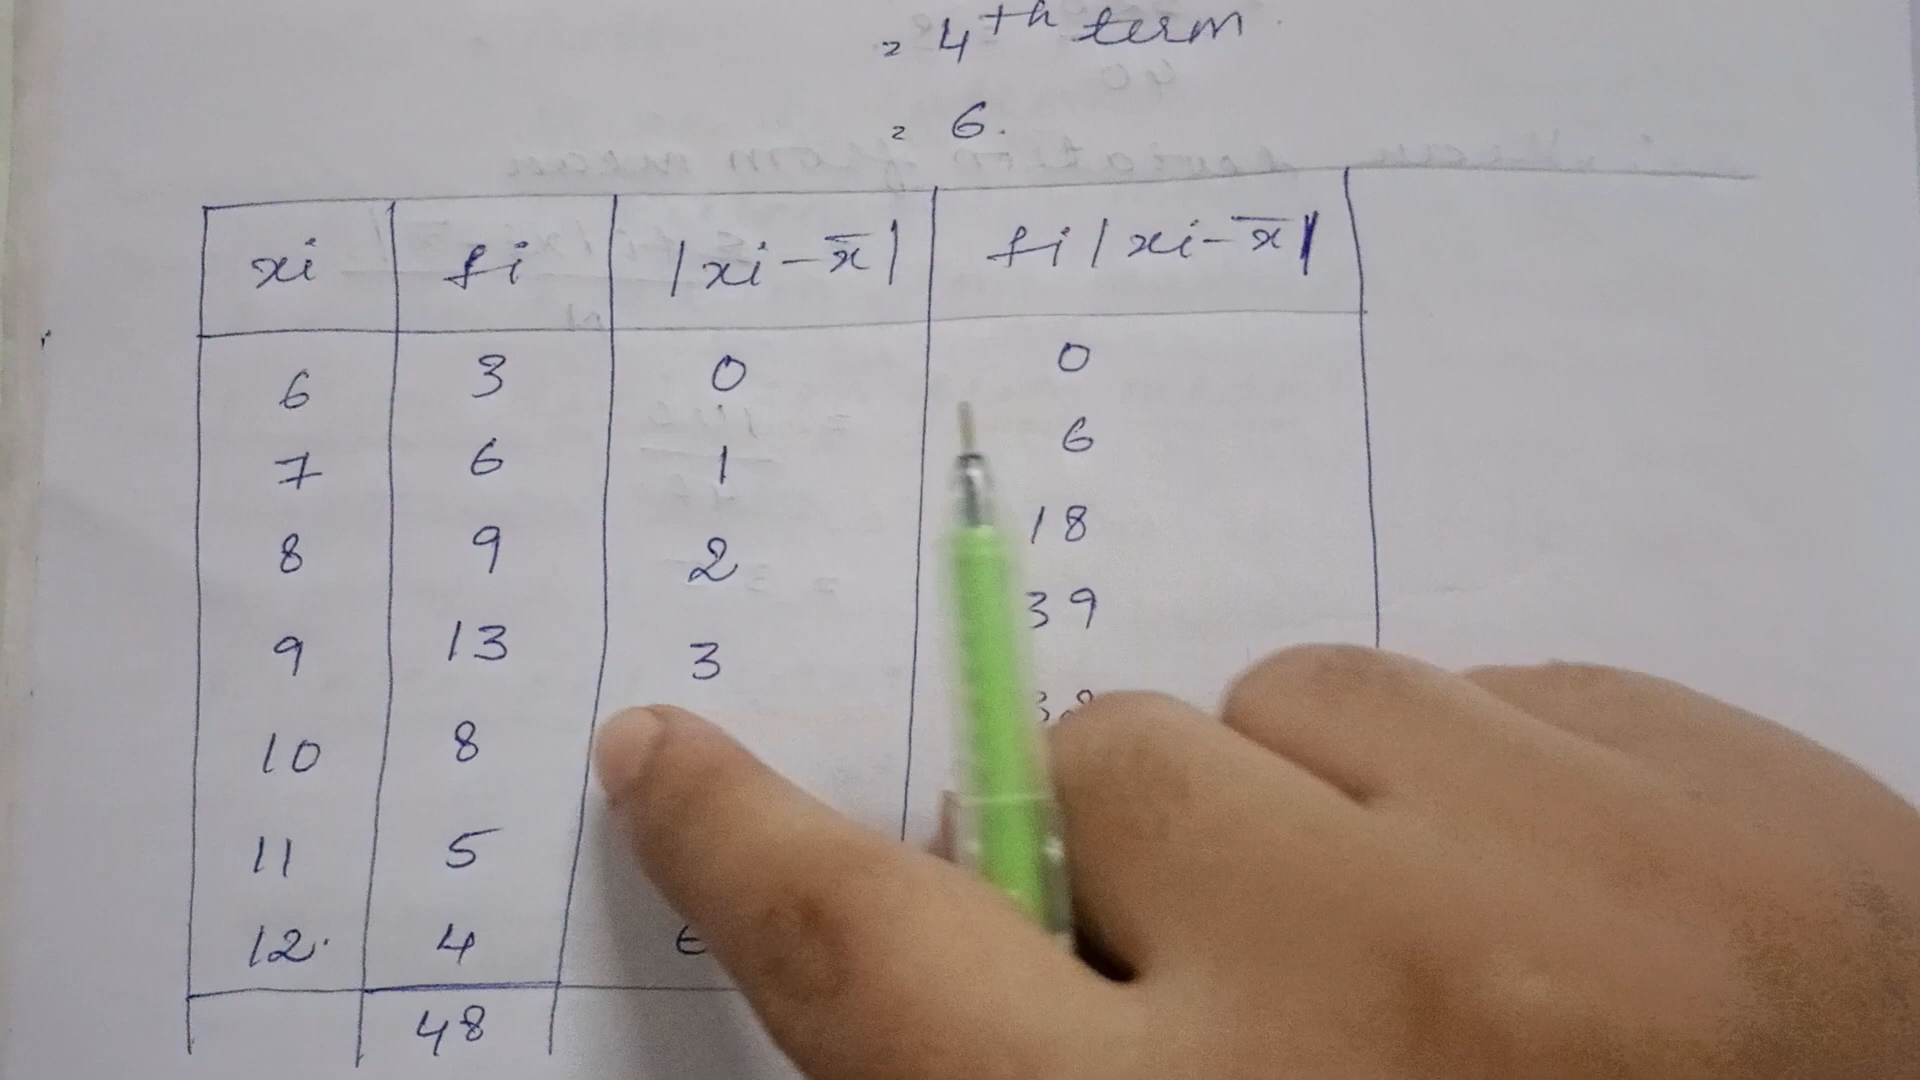 = 4th term
= 6.
xi fi |xi - x̄| fi |xi - x̄|
6 3 0 0
7 6 1 6
8 9 2 18
9 13 3 39
10 8
11 5
12. 4
48